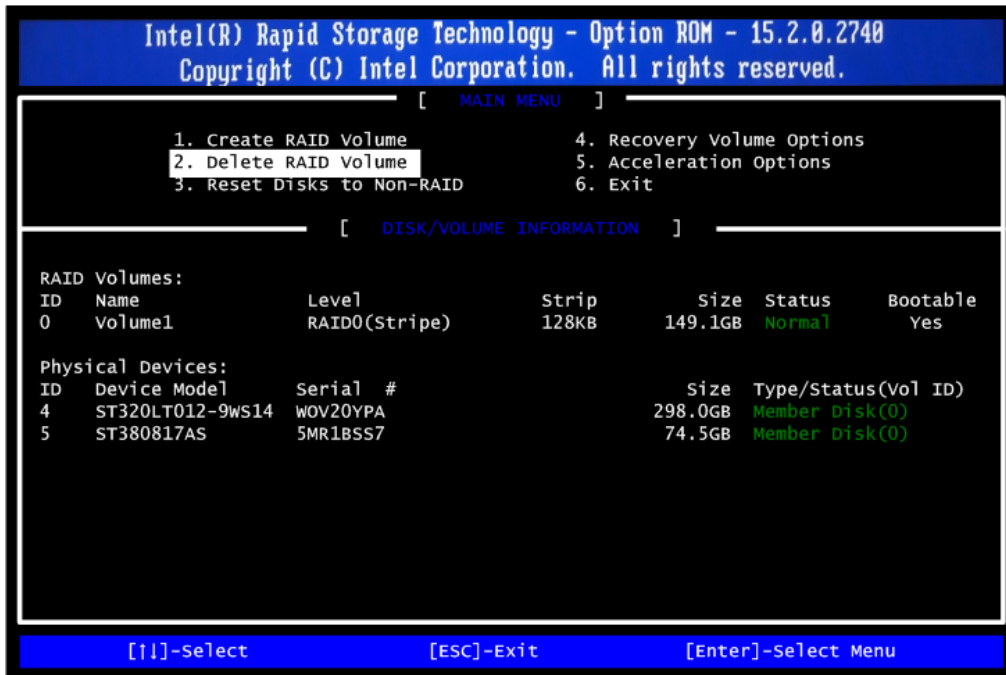 Intel(R) Rapid Storage Technology - Option ROM - 15.2.0.2740
Copyright (C) Intel Corporation. All rights reserved.
[ MAIN MENU ]
1. Create RAID Volume 4. Recovery Volume Options
2. Delete RAID Volume 5. Acceleration Options
3. Reset Disks to Non-RAID 6. Exit
[ DISK/VOLUME INFORMATION ]
RAID Volumes:
ID Name Level Strip Size Status Bootable
0 Volume1 RAID0(Stripe) 128KB 149.1GB Normal Yes
Physical Devices:
ID Device Model Serial # Size Type/Status(Vol ID)
4 ST320LT012-9WS14 W0V20YPA 298.0GB Member Disk(0)
5 ST380817AS 5MR1BSS7 74.5GB Member Disk(0)
[↑↓]-Select [ESC]-Exit [Enter]-Select Menu